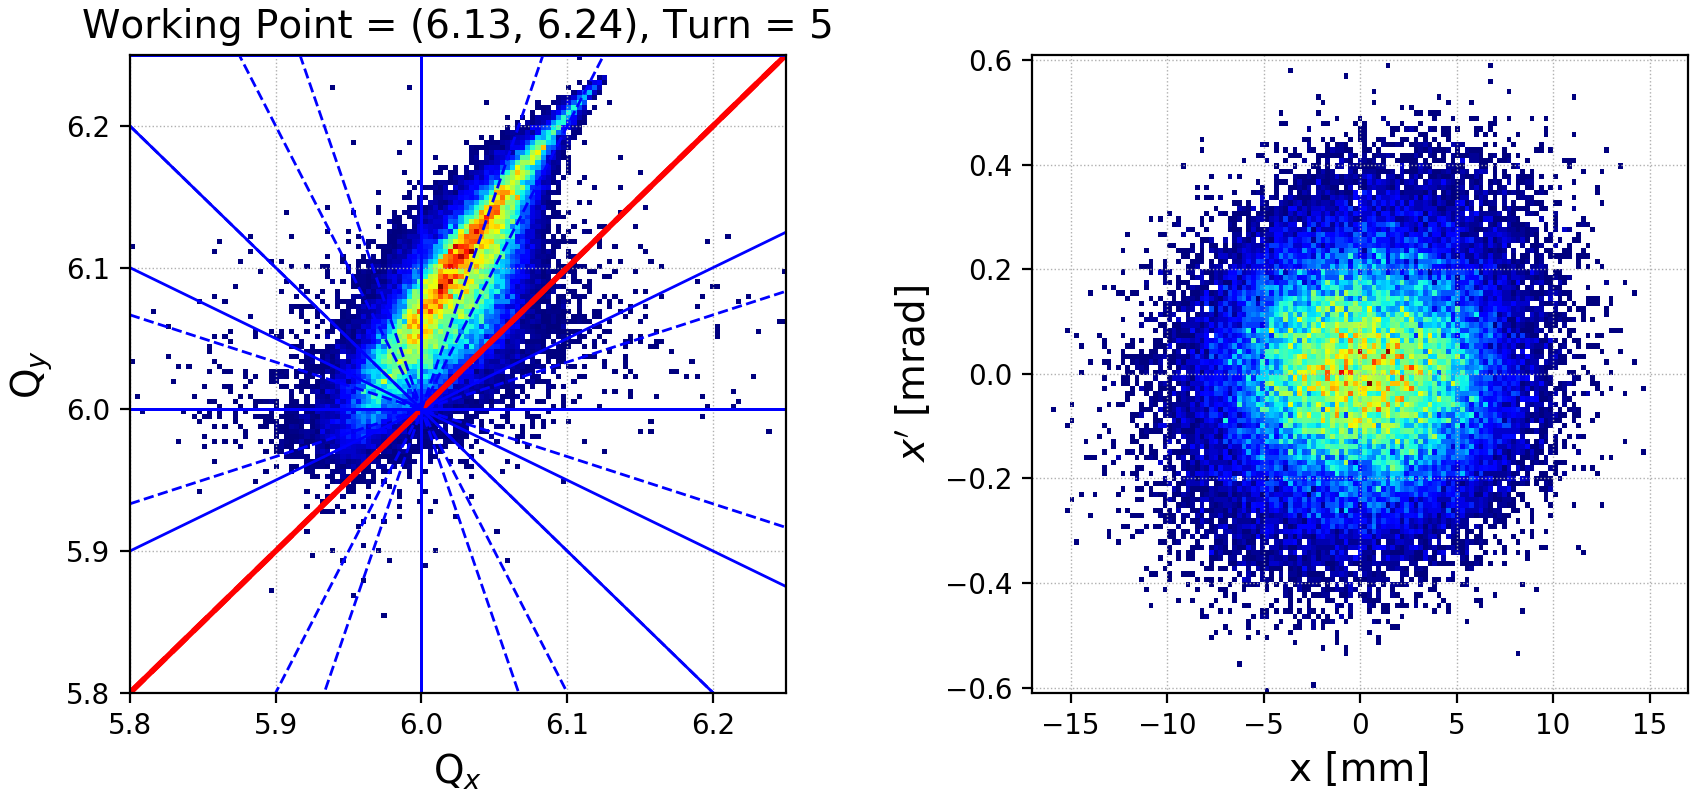 Working Point = (6.13, 6.24), Turn = 5
6.2
6.1
6.0
5.9
5.8
Q_y
5.8 5.9 6.0 6.1 6.2
Q_x
0.6
0.4
0.2
0.0
−0.2
−0.4
−0.6
x′ [mrad]
−15 −10 −5 0 5 10 15
x [mm]